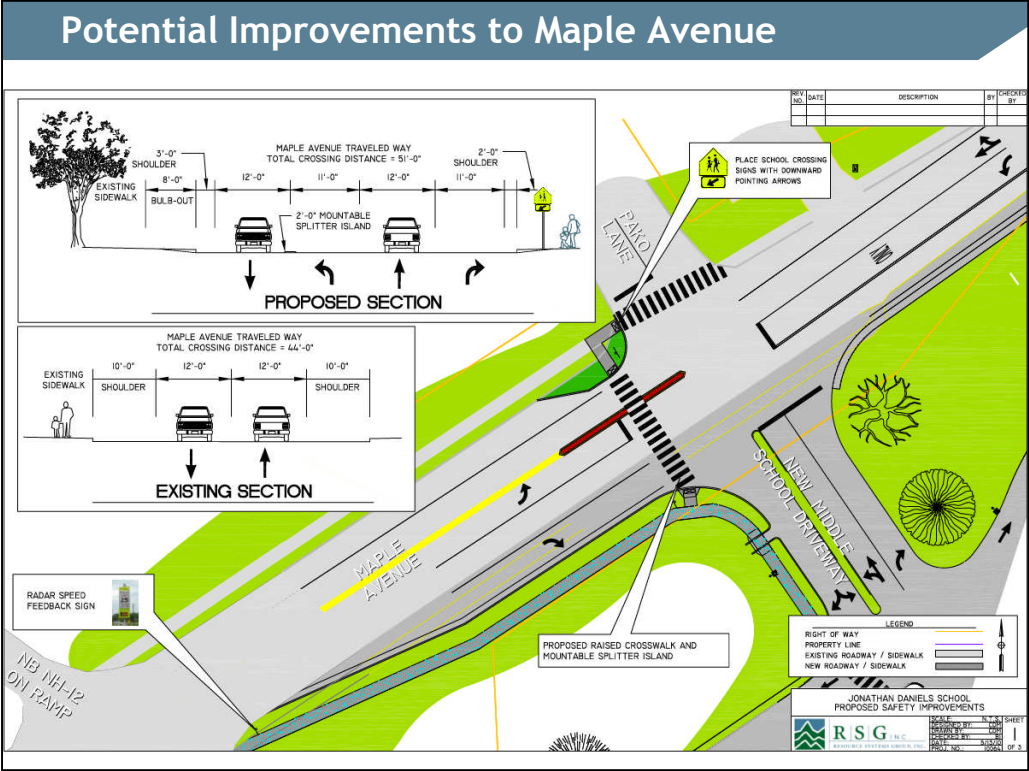 Potential Improvements to Maple Avenue
REV. NO.
DATE
DESCRIPTION
BY
CHECKED BY
3'-0"
SHOULDER
MAPLE AVENUE TRAVELED WAY
TOTAL CROSSING DISTANCE = 51'-0"
2'-0"
SHOULDER
EXISTING
SIDEWALK
8'-0"
12'-0"
11'-0"
12'-0"
11'-0"
BULB-OUT
2'-0" MOUNTABLE
SPLITTER ISLAND
PROPOSED SECTION
PLACE SCHOOL CROSSING
SIGNS WITH DOWNWARD
POINTING ARROWS
PAKO
LANE
ONLY
MAPLE AVENUE TRAVELED WAY
TOTAL CROSSING DISTANCE = 44'-0"
EXISTING
SIDEWALK
10'-0"
12'-0"
12'-0"
10'-0"
SHOULDER
SHOULDER
EXISTING SECTION
NEW MIDDLE
SCHOOL DRIVEWAY
MAPLE
AVENUE
RADAR SPEED
FEEDBACK SIGN
NB NH-12
ON RAMP
PROPOSED RAISED CROSSWALK AND
MOUNTABLE SPLITTER ISLAND
LEGEND
RIGHT OF WAY
PROPERTY LINE
EXISTING ROADWAY / SIDEWALK
NEW ROADWAY / SIDEWALK
JONATHAN DANIELS SCHOOL
PROPOSED SAFETY IMPROVEMENTS
RSG INC
RESOURCE SYSTEMS GROUP, INC.
SCALE: N.T.S.
DESIGNED BY: CDM
DRAWN BY: CDM
CHECKED BY:
DATE:
PROJ. NO.: 10064
SHEET
1
OF 3